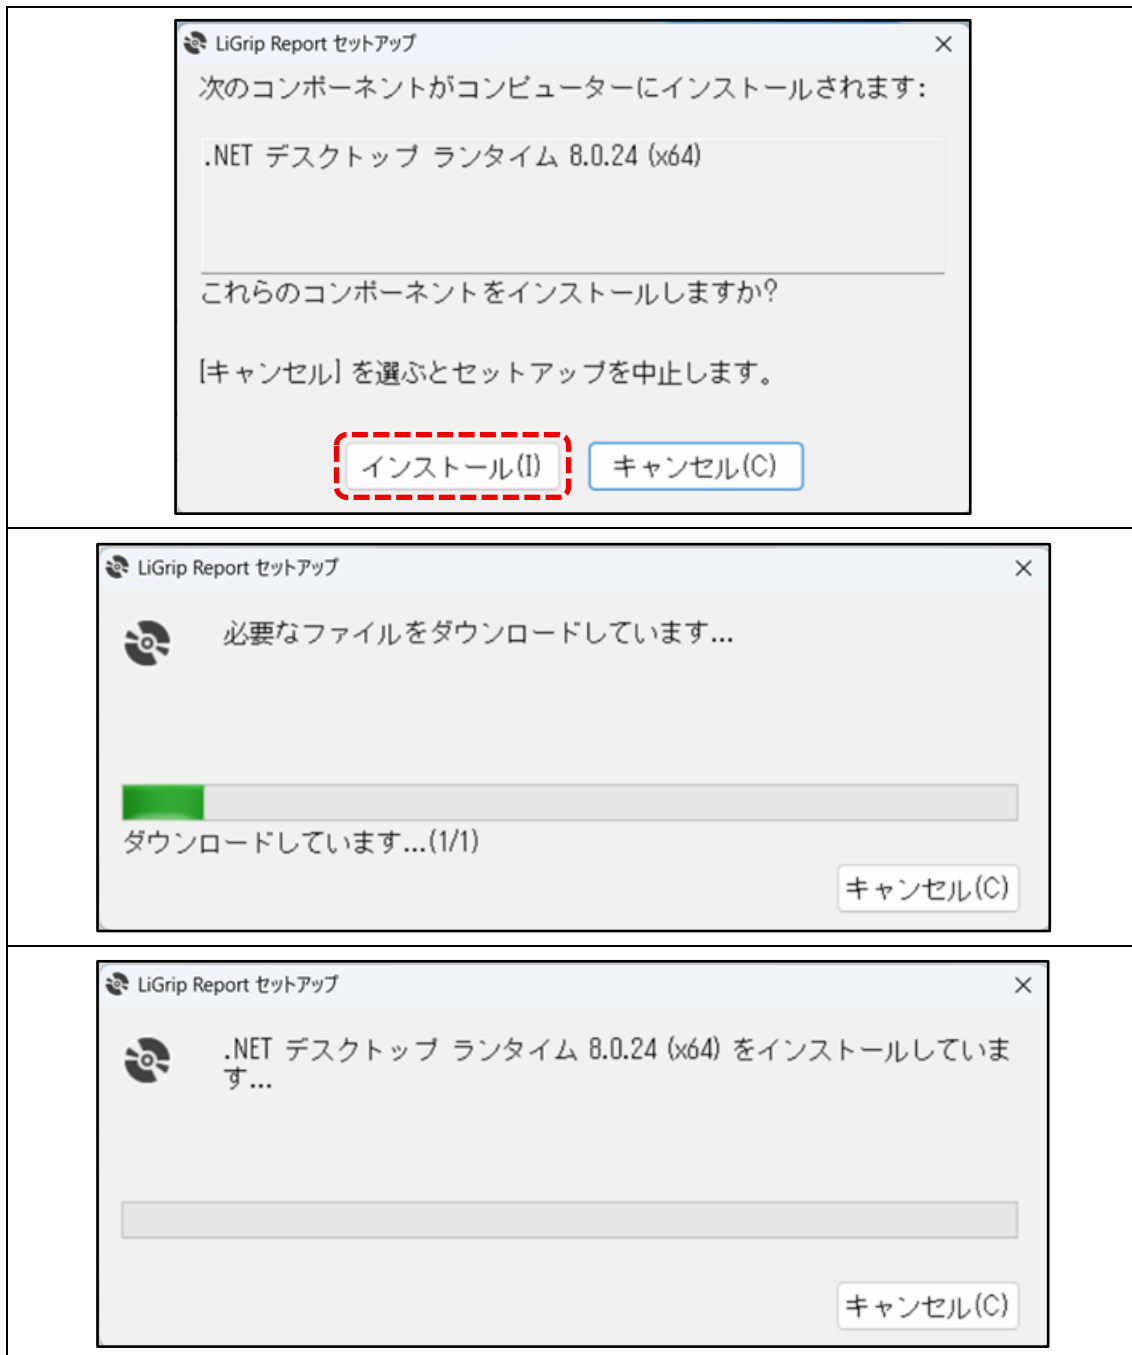 LiGrip Report セットアップ
次のコンポーネントがコンピューターにインストールされます:
.NET デスクトップ ランタイム 8.0.24 (x64)
これらのコンポーネントをインストールしますか?
[キャンセル] を選ぶとセットアップを中止します。
インストール(I) キャンセル(C)
LiGrip Report セットアップ
必要なファイルをダウンロードしています...
ダウンロードしています...(1/1)
キャンセル(C)
LiGrip Report セットアップ
.NET デスクトップ ランタイム 8.0.24 (x64) をインストールしていま
す...
キャンセル(C)